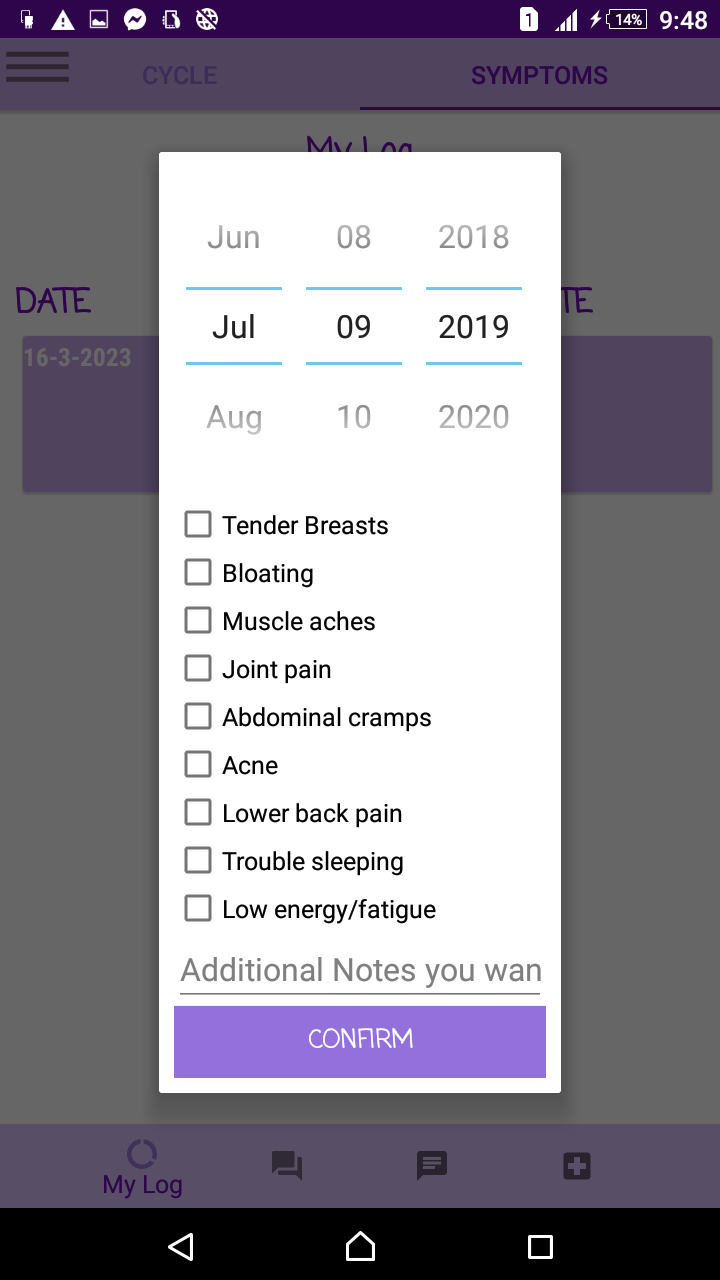 1 14% 9:48
CYCLE SYMPTOMS
My Log
DATE TE
16-3-2023
Jun 08 2018
Jul 09 2019
Aug 10 2020
Tender Breasts
Bloating
Muscle aches
Joint pain
Abdominal cramps
Acne
Lower back pain
Trouble sleeping
Low energy/fatigue
Additional Notes you wan
CONFIRM
My Log